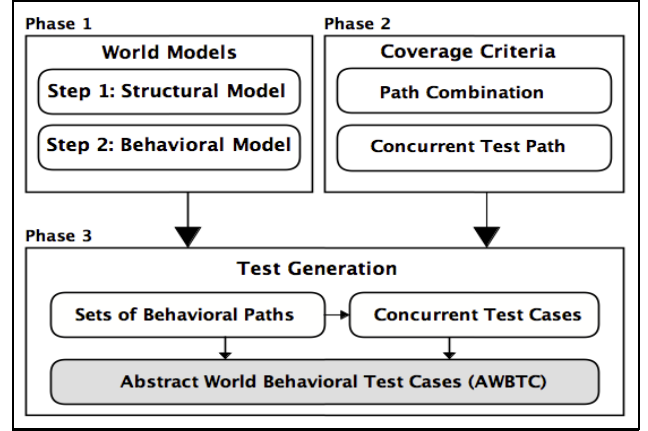 Phase 1
World Models
Step 1: Structural Model
Step 2: Behavioral Model
Phase 2
Coverage Criteria
Path Combination
Concurrent Test Path
Phase 3
Test Generation
Sets of Behavioral Paths
Concurrent Test Cases
Abstract World Behavioral Test Cases (AWBTC)